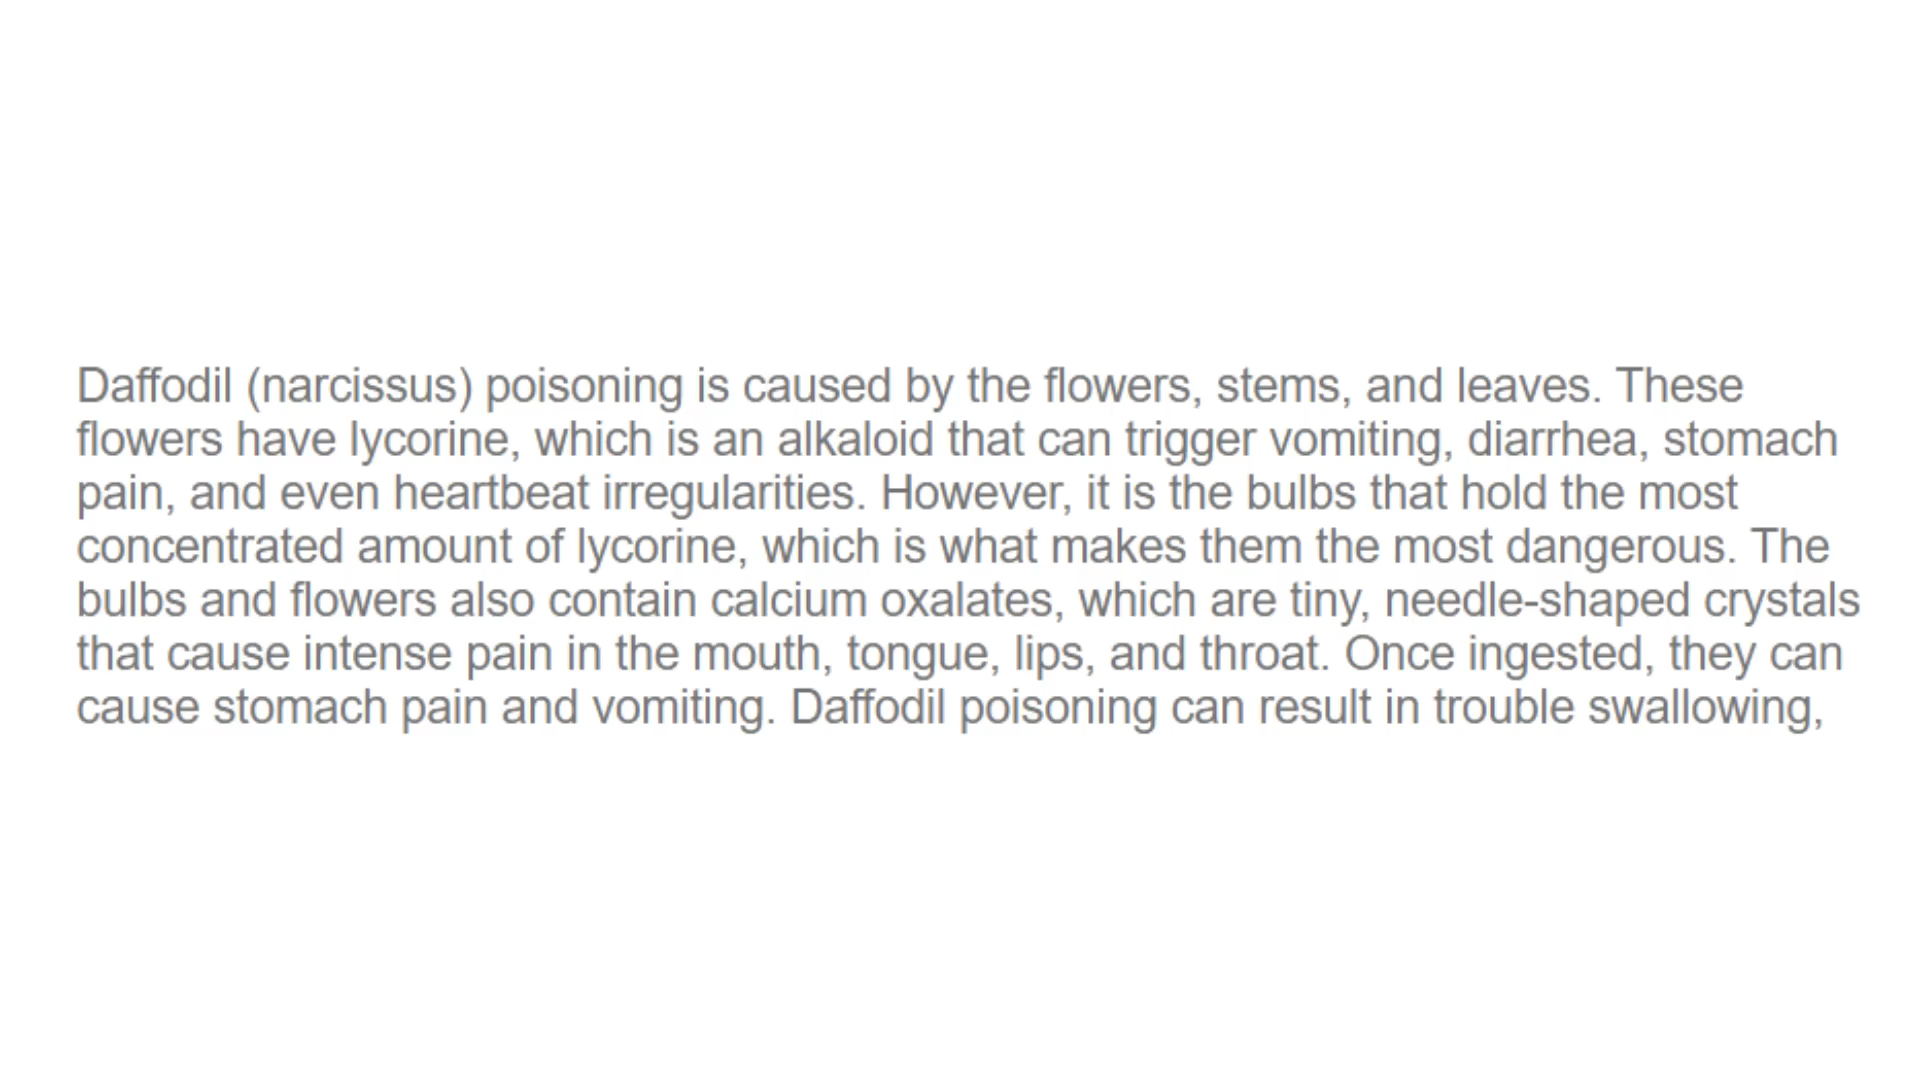 Daffodil (narcissus) poisoning is caused by the flowers, stems, and leaves. These
flowers have lycorine, which is an alkaloid that can trigger vomiting, diarrhea, stomach
pain, and even heartbeat irregularities. However, it is the bulbs that hold the most
concentrated amount of lycorine, which is what makes them the most dangerous. The
bulbs and flowers also contain calcium oxalates, which are tiny, needle-shaped crystals
that cause intense pain in the mouth, tongue, lips, and throat. Once ingested, they can
cause stomach pain and vomiting. Daffodil poisoning can result in trouble swallowing,